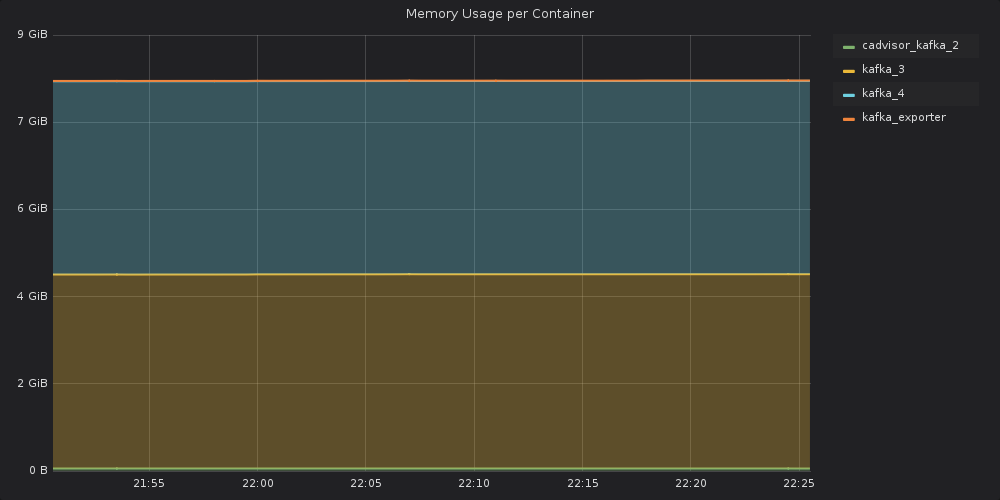 Memory Usage per Container
9 GiB
7 GiB
6 GiB
4 GiB
2 GiB
0 B
21:55 22:00 22:05 22:10 22:15 22:20 22:25
cadvisor_kafka_2
kafka_3
kafka_4
kafka_exporter